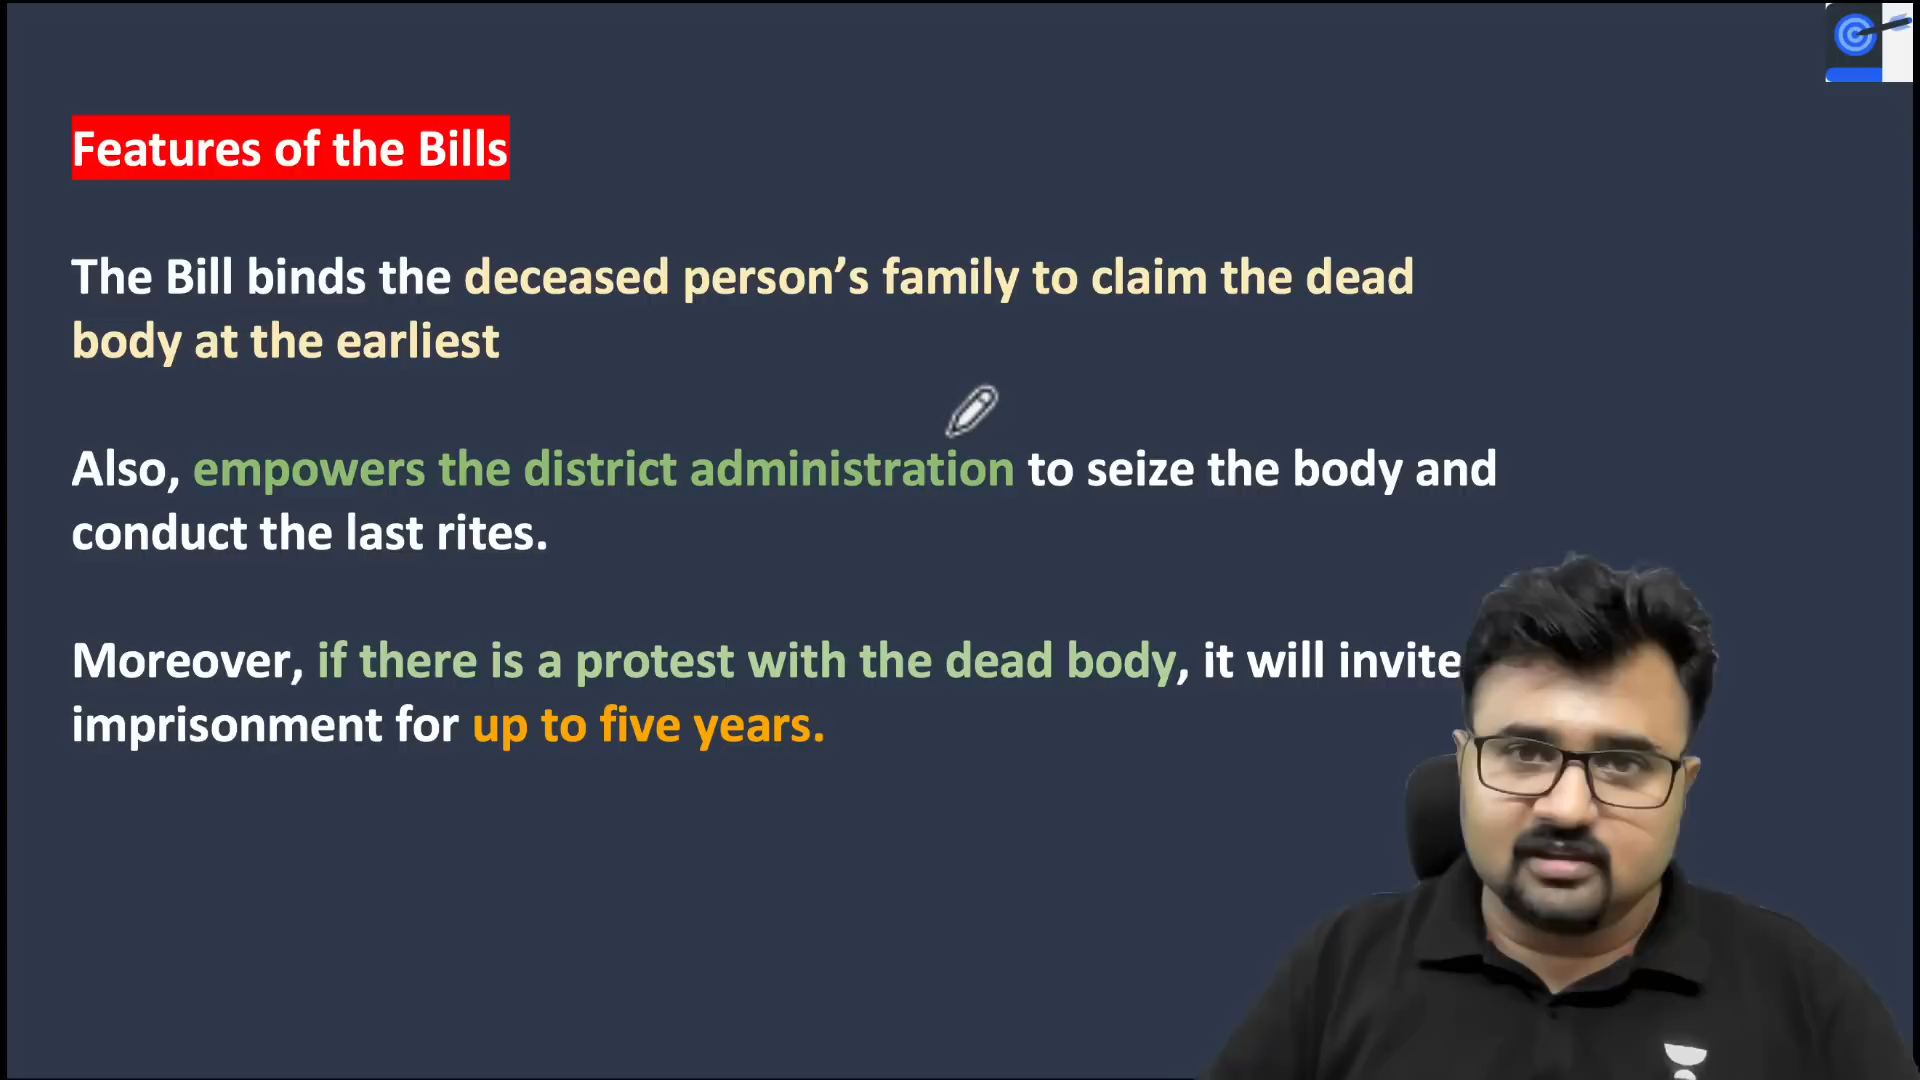 Features of the Bills
The Bill binds the deceased person’s family to claim the dead
body at the earliest
Also, empowers the district administration to seize the body and
conduct the last rites.
Moreover, if there is a protest with the dead body, it will invite
imprisonment for up to five years.